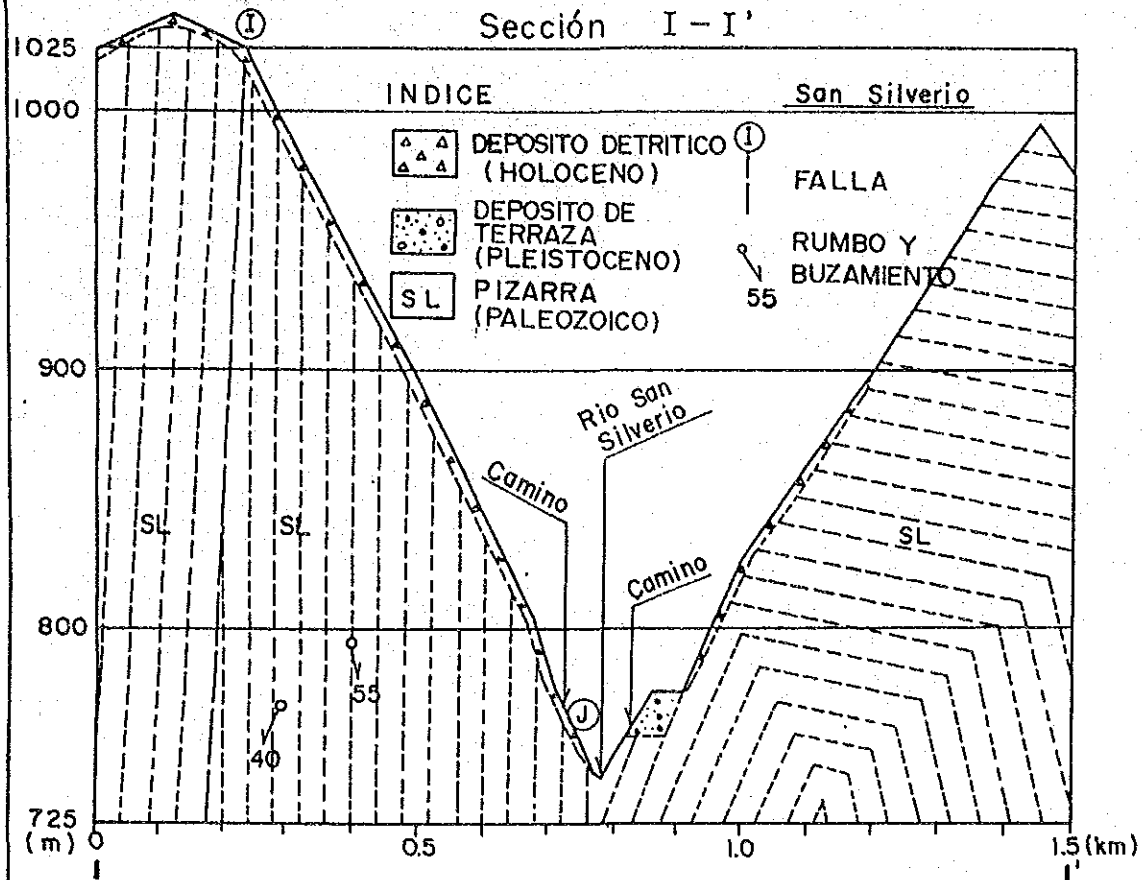 Sección I-I'
I
1025
1000
900
800
725
(m)
INDICE
DEPOSITO DETRITICO
(HOLOCENO)
DEPOSITO DE
TERRAZA
(PLEISTOCENO)
SL
PIZARRA
(PALEOZOICO)
San Silverio
I
FALLA
RUMBO Y
BUZAMIENTO
55
Rio San
Silverio
Camino
Camino
SL
SL
SL
55
40
J
0
0.5
1.0
1.5 (km)
I
I'